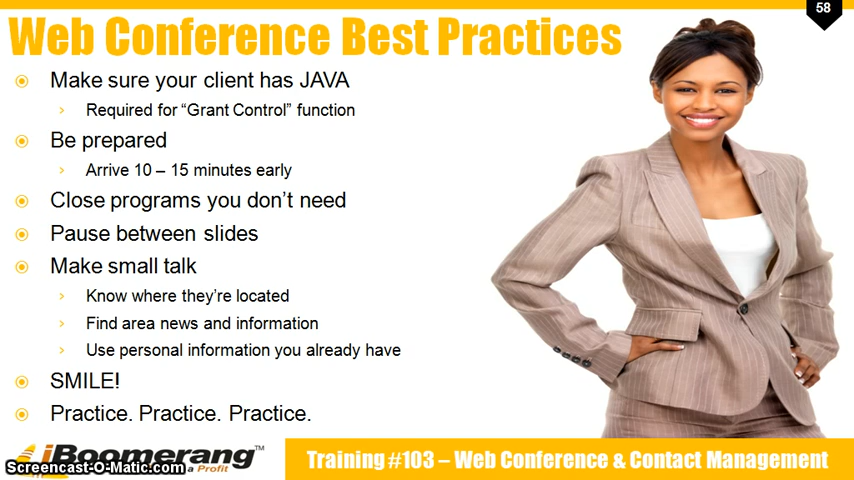 58
Web Conference Best Practices
Make sure your client has JAVA
Required for “Grant Control” function
Be prepared
Arrive 10 – 15 minutes early
Close programs you don’t need
Pause between slides
Make small talk
Know where they’re located
Find area news and information
Use personal information you already have
SMILE!
Practice. Practice. Practice.
iBoomerang™
Screencast-O-Matic.com
a Profit
Training #103 – Web Conference & Contact Management